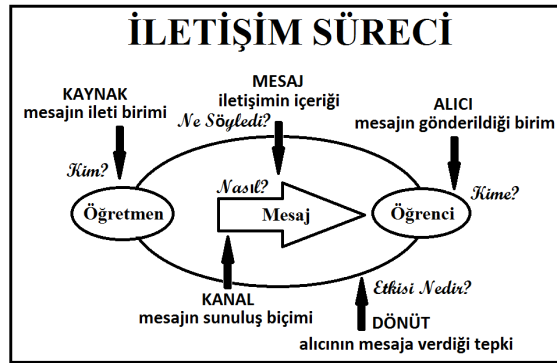 İLETİŞİM SÜRECİ
KAYNAK
mesajın ileti birimi
MESAJ
iletişimin içeriği
ALICI
mesajın gönderildiği birim
Ne Söyledi?
Kim?
Nasıl?
Kime?
Öğretmen
Mesaj
Öğrenci
Etkisi Nedir?
KANAL
mesajın sunuluş biçimi
DÖNÜT
alıcının mesaja verdiği tepki